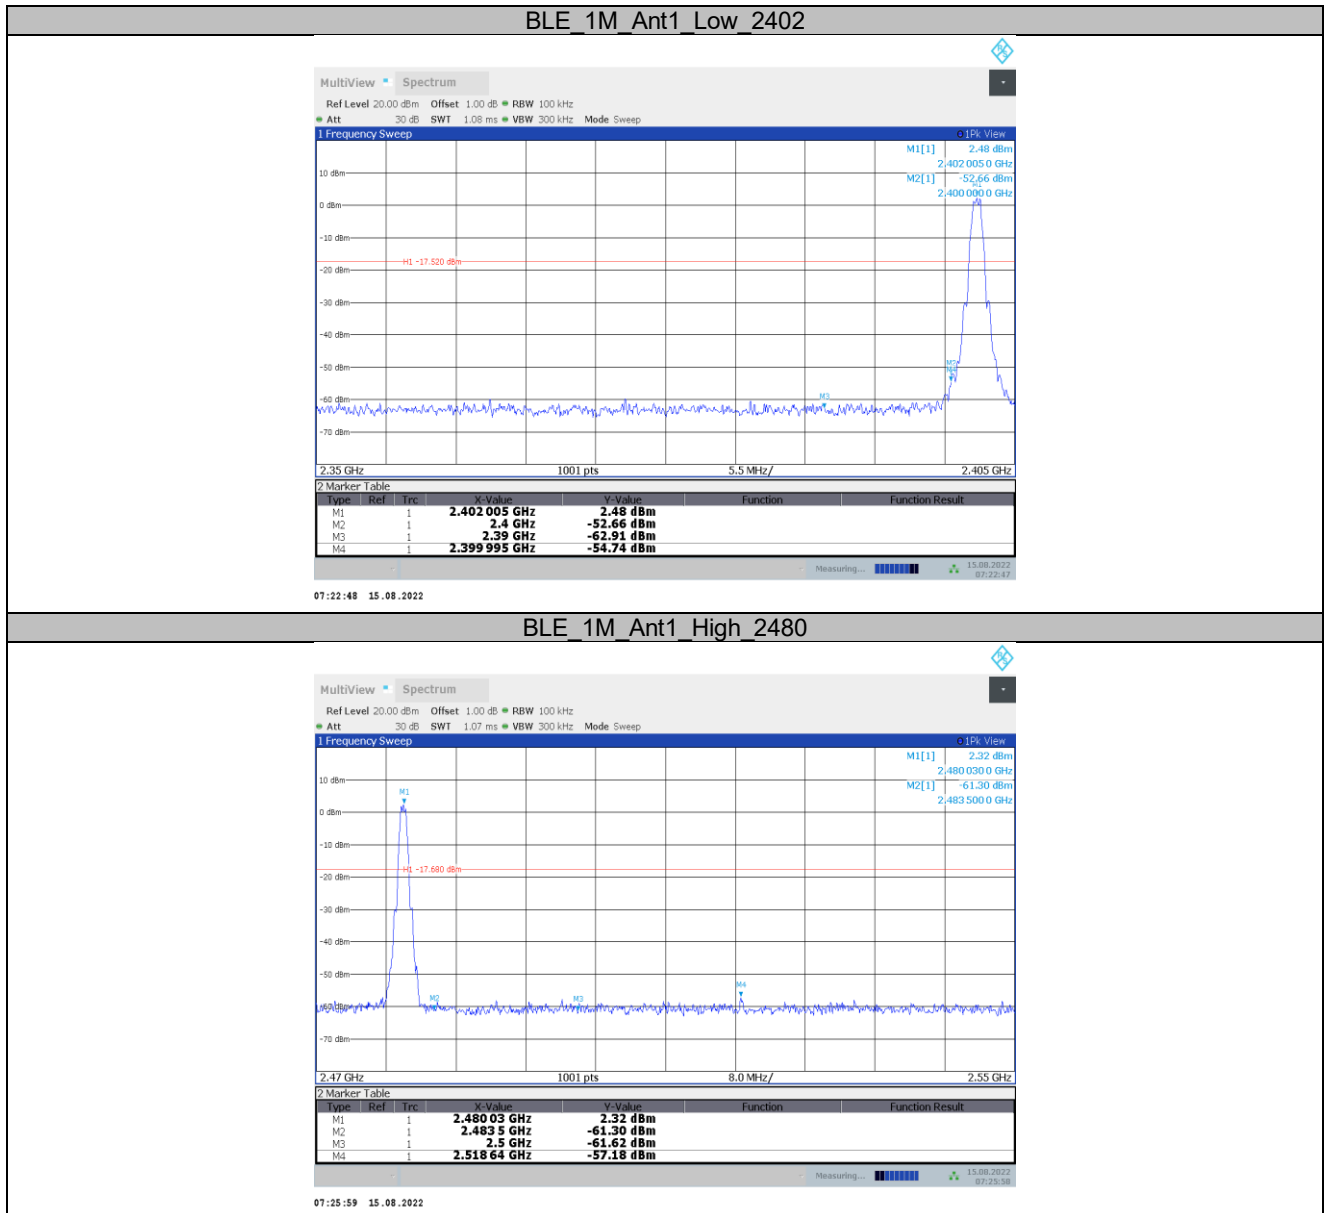 BLE_1M_Ant1_Low_2402
MultiView Spectrum
Ref Level 20.00 dBm Offset 1.00 dB RBW 100 kHz
Att 30 dB SWT 1.08 ms VBW 300 kHz Mode Sweep
1 Frequency Sweep 1Pk View
M1[1] 2.48 dBm
2.402 005 0 GHz
10 dBm M2[1] -52.66 dBm
M1
2.400 000 0 GHz
0 dBm
-10 dBm
H1 -17.520 dBm
-20 dBm
-30 dBm
-40 dBm
-50 dBm
M2
M4
M3
-60 dBm
-70 dBm
2.35 GHz 1001 pts 5.5 MHz/ 2.405 GHz
2 Marker Table
Type Ref Trc X-Value Y-Value Function Function Result
M1 1 2.402 005 GHz 2.48 dBm
M2 1 2.4 GHz -52.66 dBm
M3 1 2.39 GHz -62.91 dBm
M4 1 2.399 995 GHz -54.74 dBm
Measuring... 15.08.2022
07:22:47
07:22:48 15.08.2022
BLE_1M_Ant1_High_2480
MultiView Spectrum
Ref Level 20.00 dBm Offset 1.00 dB RBW 100 kHz
Att 30 dB SWT 1.07 ms VBW 300 kHz Mode Sweep
1 Frequency Sweep 1Pk View
M1[1] 2.32 dBm
2.480 030 0 GHz
10 dBm M2[1] -61.30 dBm
M1 2.483 500 0 GHz
0 dBm
-10 dBm
H1 -17.680 dBm
-20 dBm
-30 dBm
-40 dBm
-50 dBm
M4
M2 M3
-60 dBm
-70 dBm
2.47 GHz 1001 pts 8.0 MHz/ 2.55 GHz
2 Marker Table
Type Ref Trc X-Value Y-Value Function Function Result
M1 1 2.480 03 GHz 2.32 dBm
M2 1 2.483 5 GHz -61.30 dBm
M3 1 2.5 GHz -61.62 dBm
M4 1 2.518 64 GHz -57.18 dBm
Measuring... 15.08.2022
07:25:58
07:25:59 15.08.2022